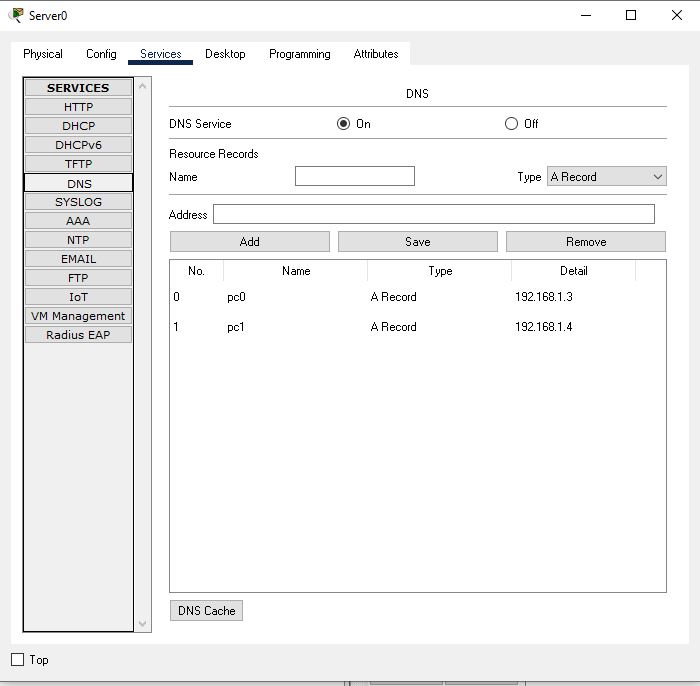 Server0
Physical Config Services Desktop Programming Attributes
SERVICES
HTTP
DHCP
DHCPv6
TFTP
DNS
SYSLOG
AAA
NTP
EMAIL
FTP
IoT
VM Management
Radius EAP
DNS
DNS Service On Off
Resource Records
Name Type A Record
Address
Add Save Remove
No. Name Type Detail
0 pc0 A Record 192.168.1.3
1 pc1 A Record 192.168.1.4
DNS Cache
Top